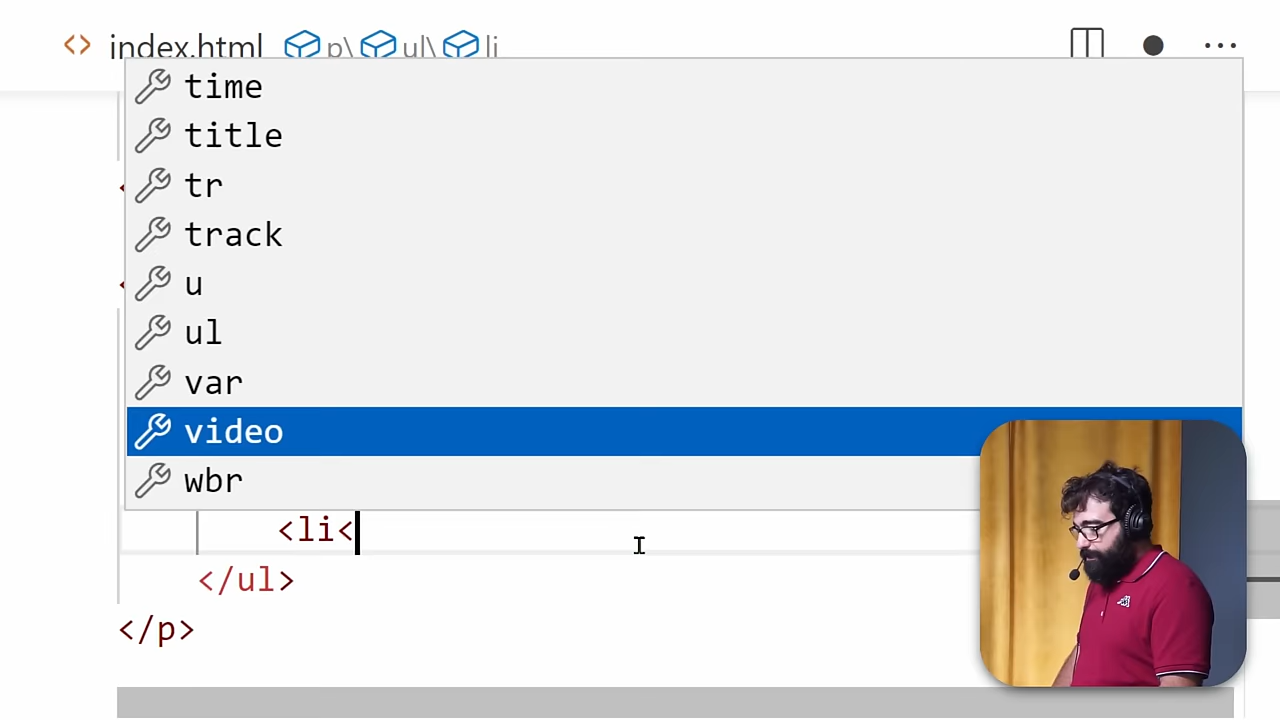 <> index.html p\ ul\ li ...
time
title
tr
track
u
ul
var
video
wbr
<li<
</ul>
</p>